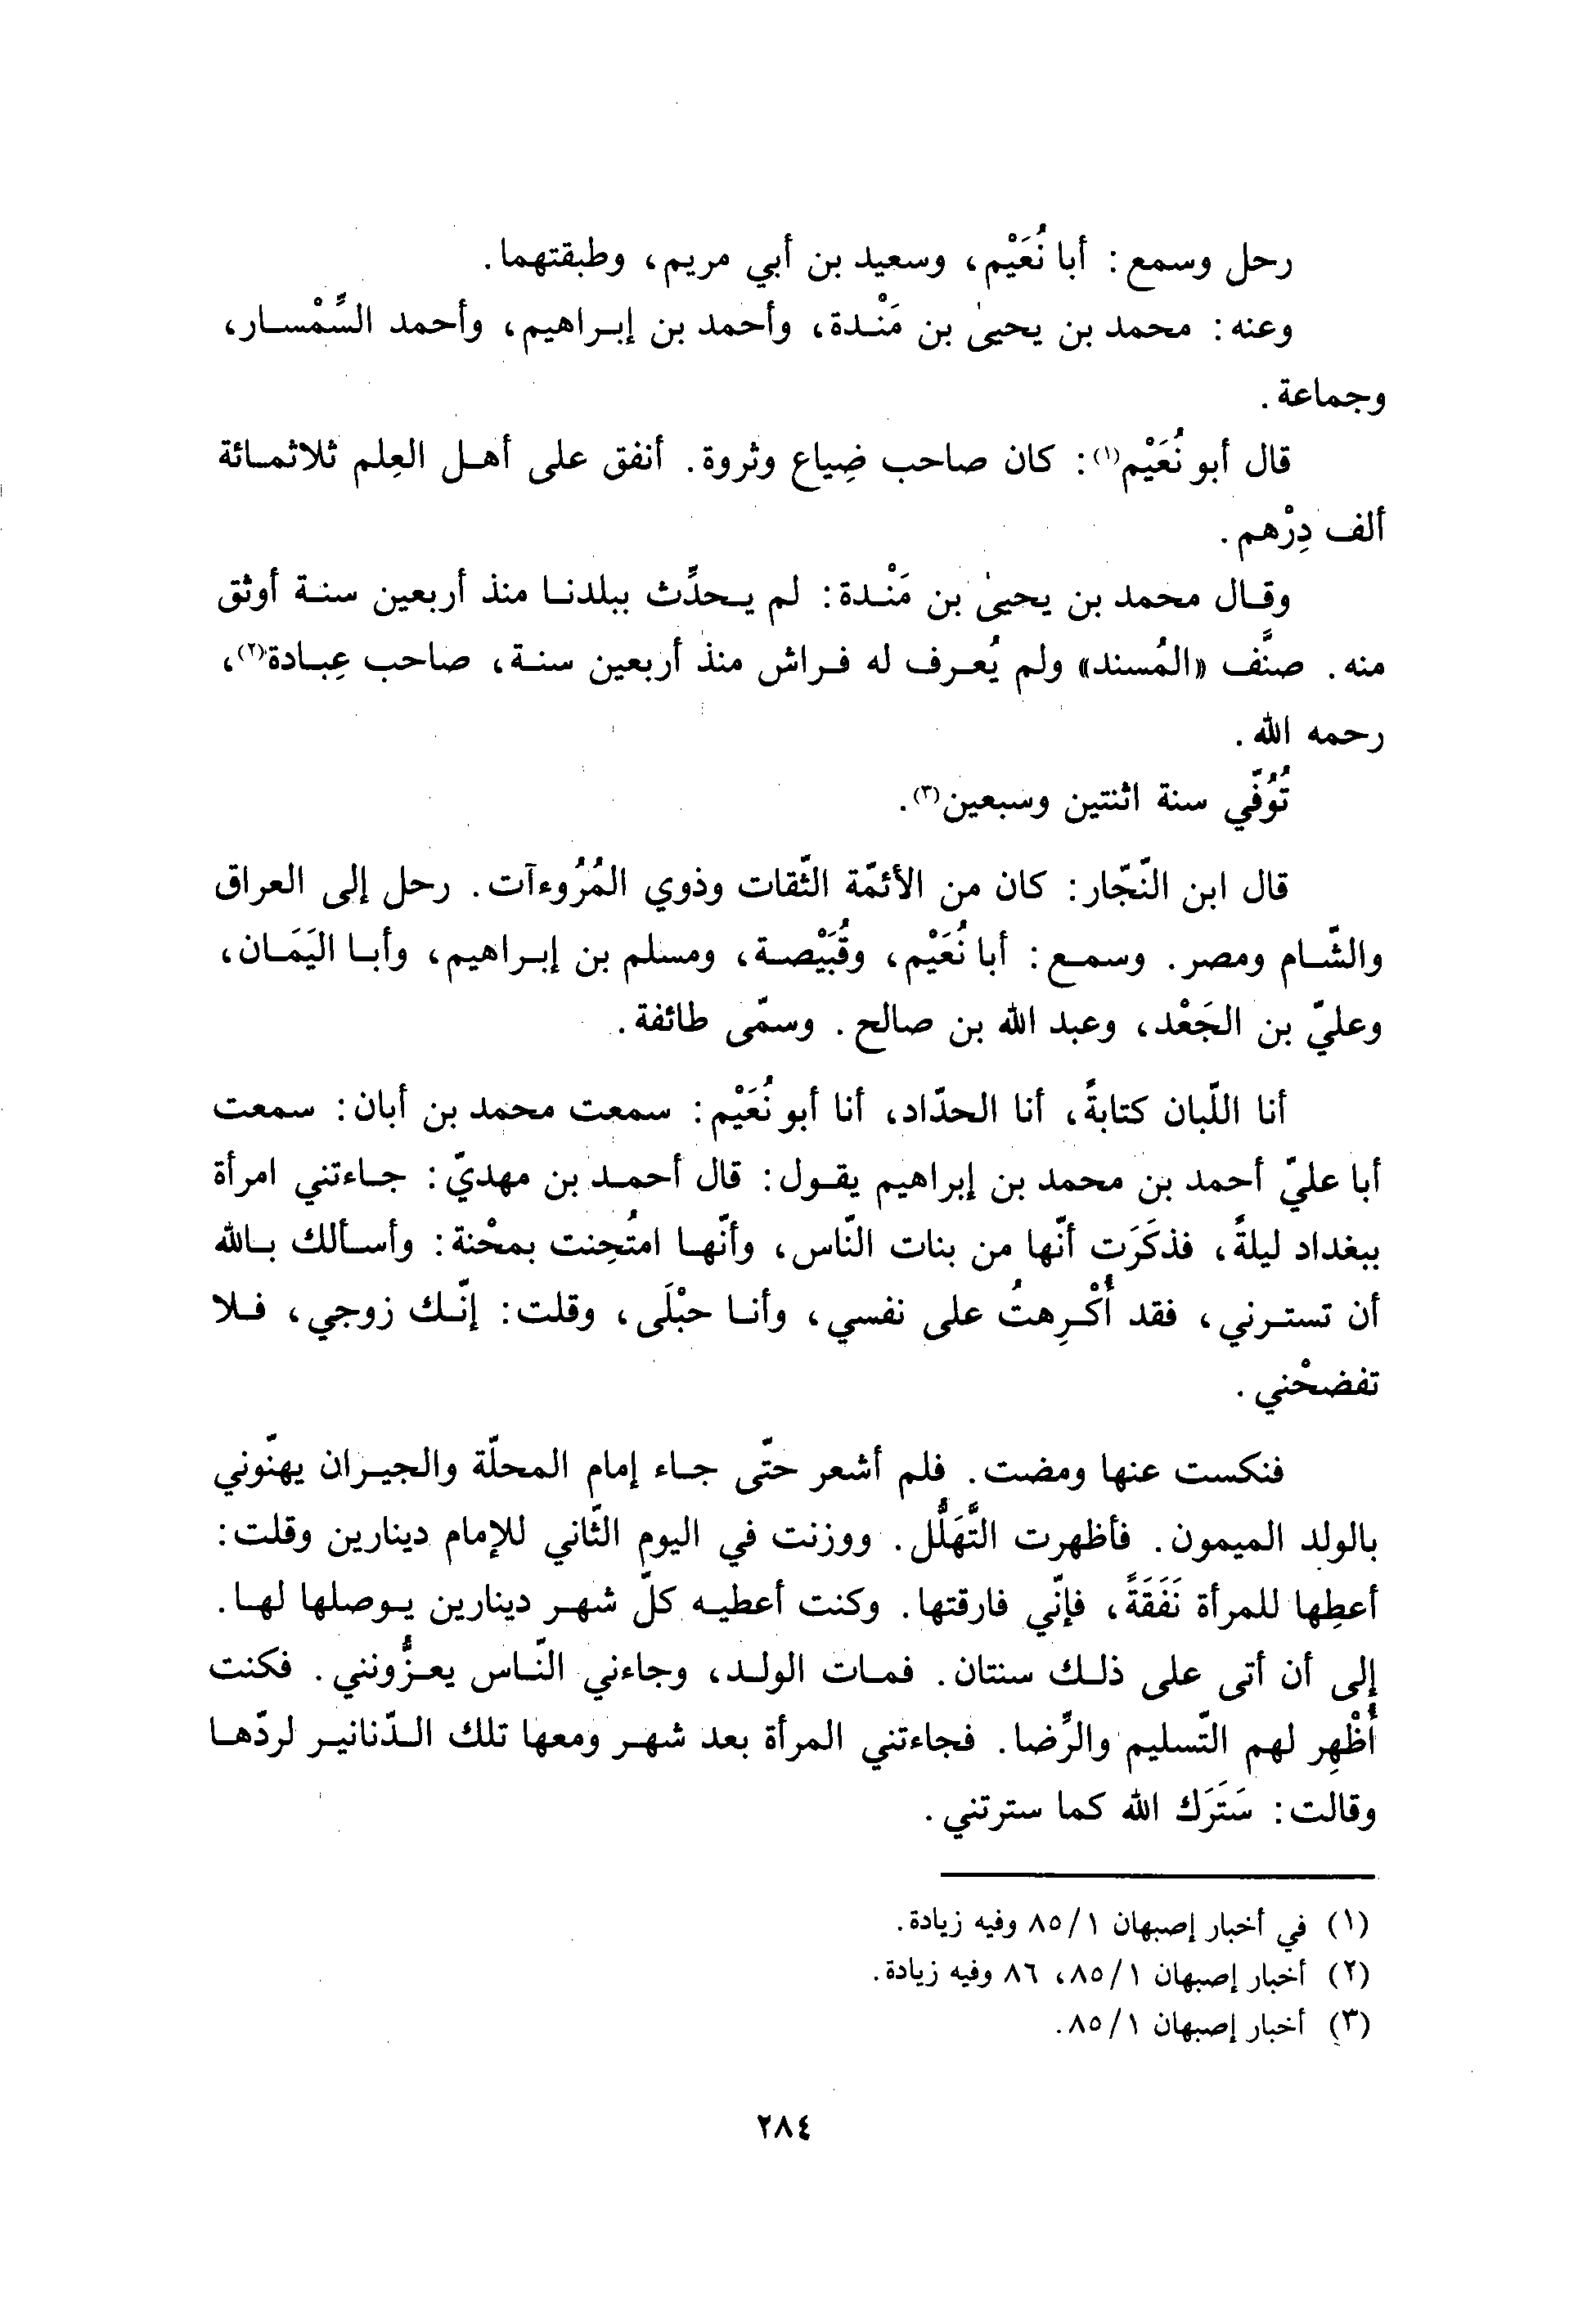 رحل وسمع : أبا نُعَيْم، وسعيد بن أبي مريم، وطبقتهما.
وعنه : محمد بن يحيىٰ بن مَنْدة، وأحمد بن إبراهيم، وأحمد السِّمْسار،
وجماعة .
قال أبو نُعَيْم(١) : كان صاحب ضِياع وثروة. أنفق على أهل العِلم ثلاثمائة
ألف دِرْهم .
وقال محمد بن يحيىٰ بن مَنْدة : لم يحدِّث ببلدنا منذ أربعين سنة أوثق
منه . صنَّف «المُسند» ولم يُعرف له فراش منذ أربعين سنة، صاحب عِبادة(٢)،
رحمه الله .
تُوُفّي سنة اثنتين وسبعين(٣).
قال ابن النّجّار : كان من الأئمّة الثّقات وذوي المُرُوءآت. رحل إلى العراق
والشّام ومصر. وسمع : أبا نُعَيْم، وقُبَيْصة، ومسلم بن إبراهيم، وأبا اليَمَان،
وعليّ بن الجَعْد، وعبد الله بن صالح. وسمّى طائفة.
أنا اللّبان كتابةً، أنا الحدّاد، أنا أبو نُعَيْم : سمعت محمد بن أبان : سمعت
أبا عليّ أحمد بن محمد بن إبراهيم يقول : قال أحمد بن مهديّ : جاءتني امرأة
ببغداد ليلةً، فذكَرَت أنّها من بنات النّاس، وأنّها امتُحِنت بمحْنة : وأسألك بالله
أن تسترني، فقد أُكْرِهتُ على نفسي، وأنا حبْلَى، وقلت : إنّك زوجي، فلا
تفضحْني .
فنكست عنها ومضت. فلم أشعر حتّى جاء إمام المحلّة والجيران يهنّوني
بالولد الميمون. فأظهرت التَّهَلُّل. ووزنت في اليوم الثّاني للإمام دينارين وقلت :
أعطِها للمرأة نَفَقَةً، فإنّي فارقتها. وكنت أعطيه كلّ شهر دينارين يوصلها لها.
إلى أن أتى على ذلك سنتان. فمات الولد، وجاءني النّاس يعزُّونني. فكنت
أُظْهِر لهم التّسليم والرِّضا. فجاءتني المرأة بعد شهر ومعها تلك الدّنانير لردّها
وقالت : سَتَرَك الله كما سترتني .
(١) في أخبار إصبهان ١/ ٨٥ وفيه زيادة.
(٢) أخبار إصبهان ١/ ٨٥، ٨٦ وفيه زيادة.
(٣) أخبار إصبهان ١/ ٨٥.
٢٨٤